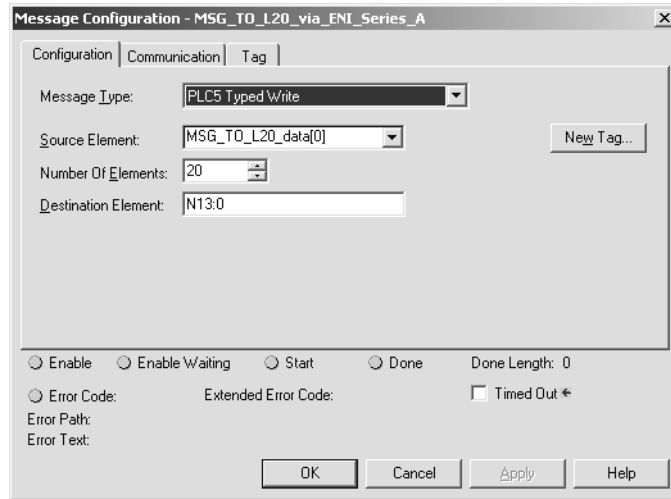 Message Configuration - MSG_TO_L20_via_ENI_Series_A
Configuration Communication Tag
Message Type: PLC5 Typed Write
Source Element: MSG_TO_L20_data[0] New Tag...
Number Of Elements: 20
Destination Element: N13:0
Enable Enable Waiting Start Done Done Length: 0
Error Code: Extended Error Code: Timed Out ←
Error Path:
Error Text:
OK Cancel Apply Help